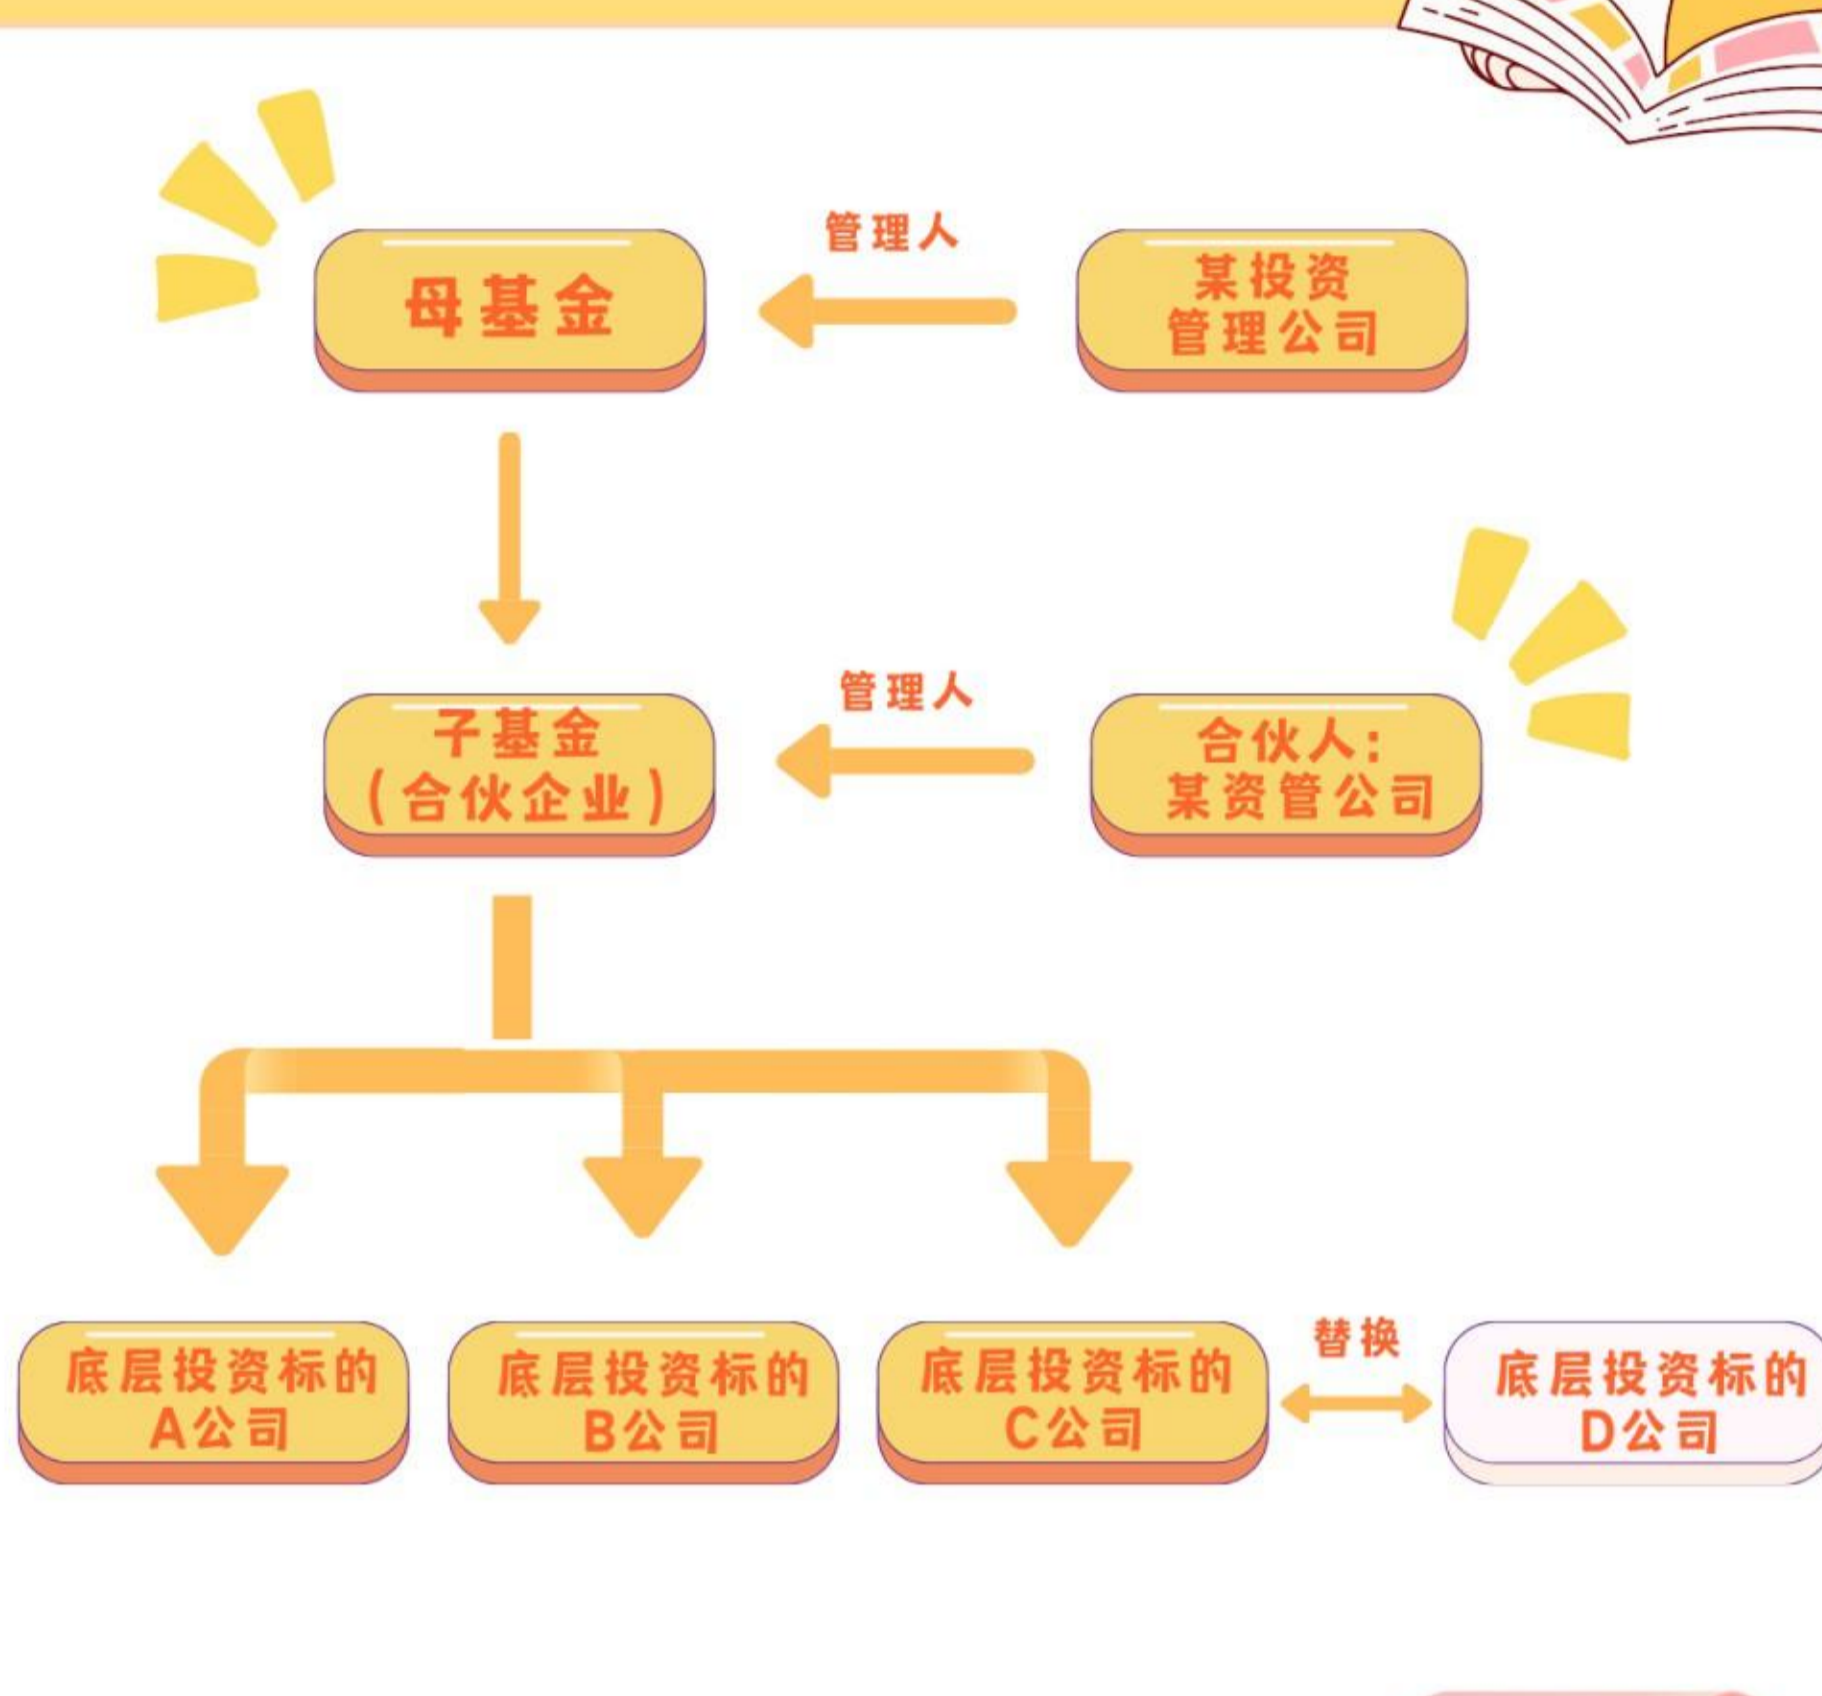 管理人
母基金
某投资
管理公司
管理人
子基金
(合伙企业)
合伙人:
某资管公司
底层投资标的
A公司
底层投资标的
B公司
底层投资标的
C公司
替换
底层投资标的
D公司